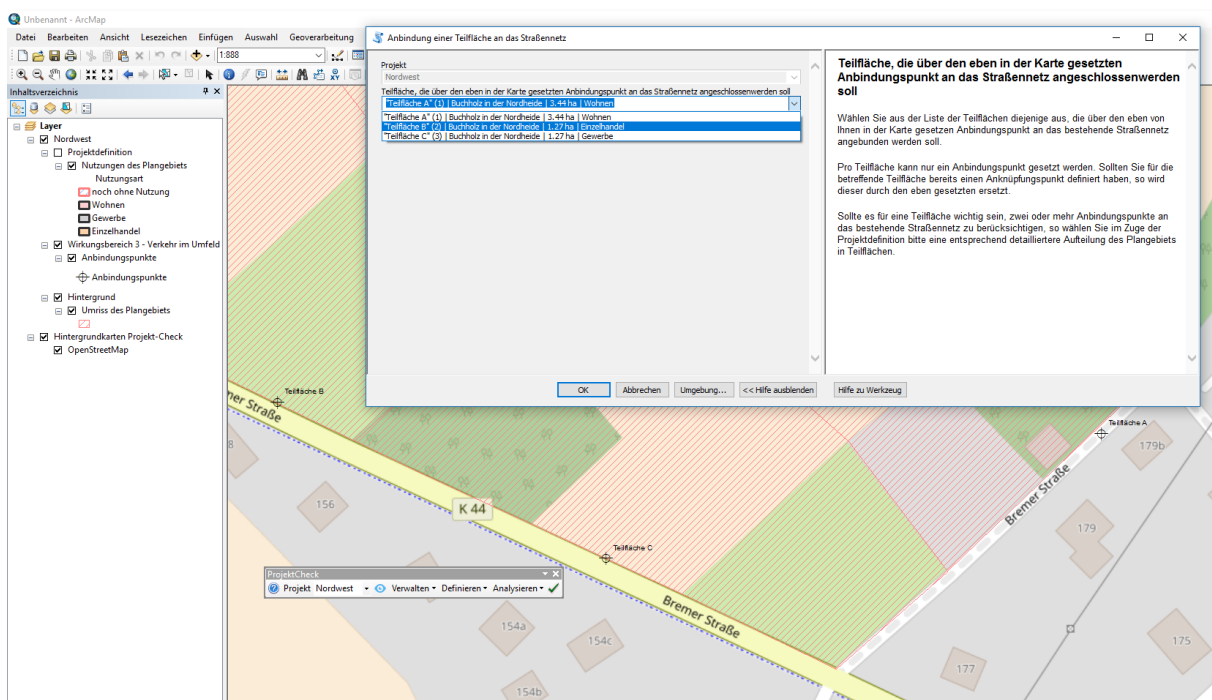 Unbenannt - ArcMap
Datei Bearbeiten Ansicht Lesezeichen Einfügen Auswahl Geoverarbeitung
1:888
Inhaltsverzeichnis
Layer
Nordwest
Projektdefinition
Nutzungen des Plangebiets
Nutzungsart
noch ohne Nutzung
Wohnen
Gewerbe
Einzelhandel
Wirkungsbereich 3 - Verkehr im Umfeld
Anbindungspunkte
Anbindungspunkte
Hintergrund
Umriss des Plangebiets
Hintergrundkarten Projekt-Check
OpenStreetMap
Anbindung einer Teilfläche an das Straßennetz
Projekt
Nordwest
Teilfläche, die über den eben in der Karte gesetzten Anbindungspunkt an das Straßennetz angeschlossenwerden soll
"Teilfläche A" (1) | Buchholz in der Nordheide | 3.44 ha | Wohnen
"Teilfläche A" (1) | Buchholz in der Nordheide | 3.44 ha | Wohnen
"Teilfläche B" (2) | Buchholz in der Nordheide | 1.27 ha | Einzelhandel
"Teilfläche C" (3) | Buchholz in der Nordheide | 1.27 ha | Gewerbe
Teilfläche, die über den eben in der Karte gesetzten
Anbindungspunkt an das Straßennetz angeschlossenwerden
soll
Wählen Sie aus der Liste der Teilflächen diejenige aus, die über den eben von
Ihnen in der Karte gesetzen Anbindungspunkt an das bestehende Straßennetz
angebunden werden soll.
Pro Teilfläche kann nur ein Anbindungspunkt gesetzt werden. Sollten Sie für die
betreffende Teilfläche bereits einen Anknüpfungspunkt definiert haben, so wird
dieser durch den eben gesetzten ersetzt.
Sollte es für eine Teilfläche wichtig sein, zwei oder mehr Anbindungspunkte an
das bestehende Straßennetz zu berücksichtigen, so wählen Sie im Zuge der
Projektdefinition bitte eine entsprechend detailliertere Aufteilung des Plangebiets
in Teilflächen.
OK Abbrechen Umgebung... << Hilfe ausblenden Hilfe zu Werkzeug
Teilfläche B
mer Straße
Teilfläche A
179b
8
156
K 44
Bremer Straße
179
Teilfläche C
ProjektCheck
Projekt Nordwest Verwalten Definieren Analysieren
Bremer Straße
154a
154c
175
177
154b